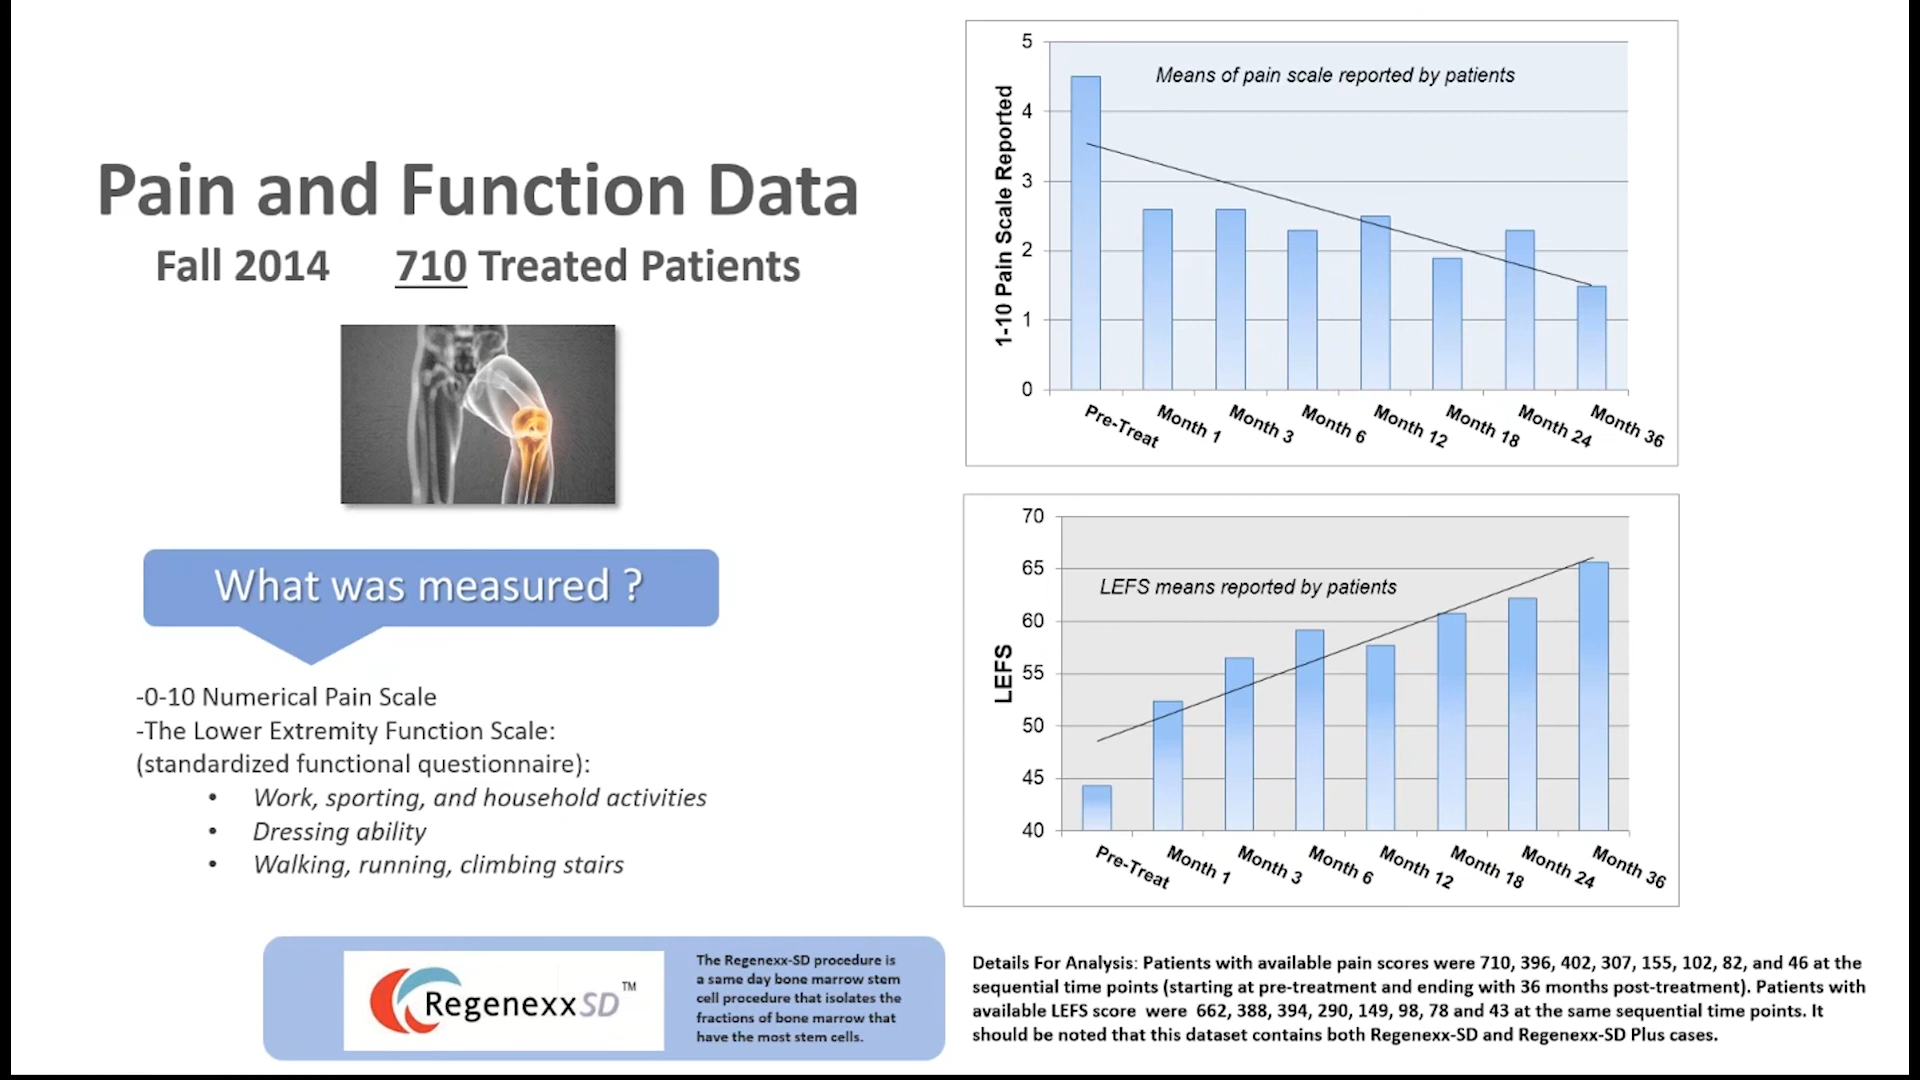 Pain and Function Data
Fall 2014 710 Treated Patients
What was measured ?
-0-10 Numerical Pain Scale
-The Lower Extremity Function Scale:
(standardized functional questionnaire):
• Work, sporting, and household activities
• Dressing ability
• Walking, running, climbing stairs
RegenexxSD™
The Regenexx-SD procedure is
a same day bone marrow stem
cell procedure that isolates the
fractions of bone marrow that
have the most stem cells.
Means of pain scale reported by patients
1-10 Pain Scale Reported
5
4
3
2
1
0
Pre-Treat
Month 1
Month 3
Month 6
Month 12
Month 18
Month 24
Month 36
LEFS means reported by patients
LEFS
70
65
60
55
50
45
40
Pre-Treat
Month 1
Month 3
Month 6
Month 12
Month 18
Month 24
Month 36
Details For Analysis: Patients with available pain scores were 710, 396, 402, 307, 155, 102, 82, and 46 at the
sequential time points (starting at pre-treatment and ending with 36 months post-treatment). Patients with
available LEFS score were 662, 388, 394, 290, 149, 98, 78 and 43 at the same sequential time points. It
should be noted that this dataset contains both Regenexx-SD and Regenexx-SD Plus cases.